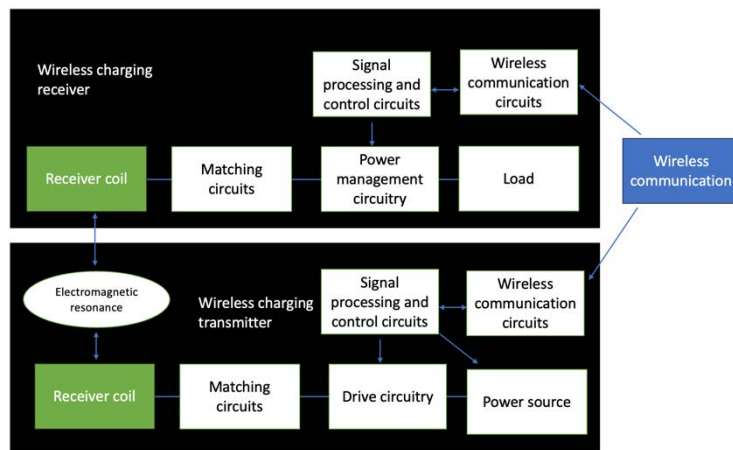 Wireless charging
receiver
Signal
processing and
control circuits
Wireless
communication
circuits
Receiver coil
Matching
circuits
Power
management
circuitry
Load
Wireless
communication
Electromagnetic
resonance
Wireless charging
transmitter
Signal
processing and
control circuits
Wireless
communication
circuits
Receiver coil
Matching
circuits
Drive circuitry
Power source